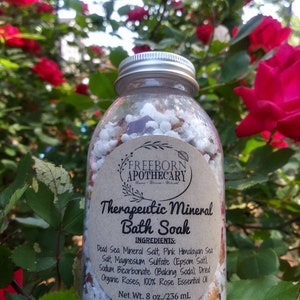 FREEBORN
APOTHECARY
Therapeutic Mineral
Bath Soak
INGREDIENTS:
Dead Sea Mineral Salt, Pink Himalayan Sea
Salt, Magnesium Sulfate (Epsom Salt),
Sodium Bicarbonate (Baking Soda), Dried
Organic Roses, 100% Rose Essential Oil
Net Wt. 8 oz./236 mL